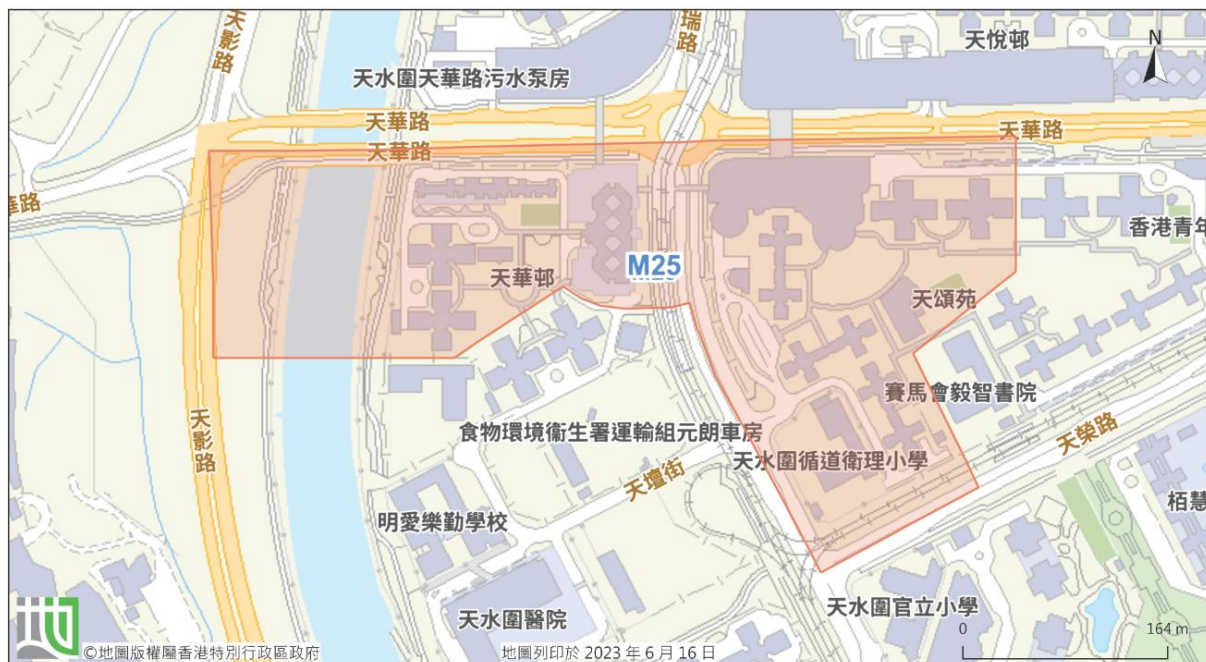 天影路
瑞路
天悅邨
N
天水圍天華路污水泵房
天華路
天華路
天華路
華路
香港青年
M25
天華邨
天頌苑
賽馬會毅智書院
天影路
食物環境衞生署運輸組元朗車房
天榮路
天水圍循道衛理小學
天壇街
栢慧
明愛樂勤學校
天水圍醫院
天水圍官立小學
0
164 m
©地圖版權屬香港特別行政區政府
地圖列印於 2023 年 6 月 16 日